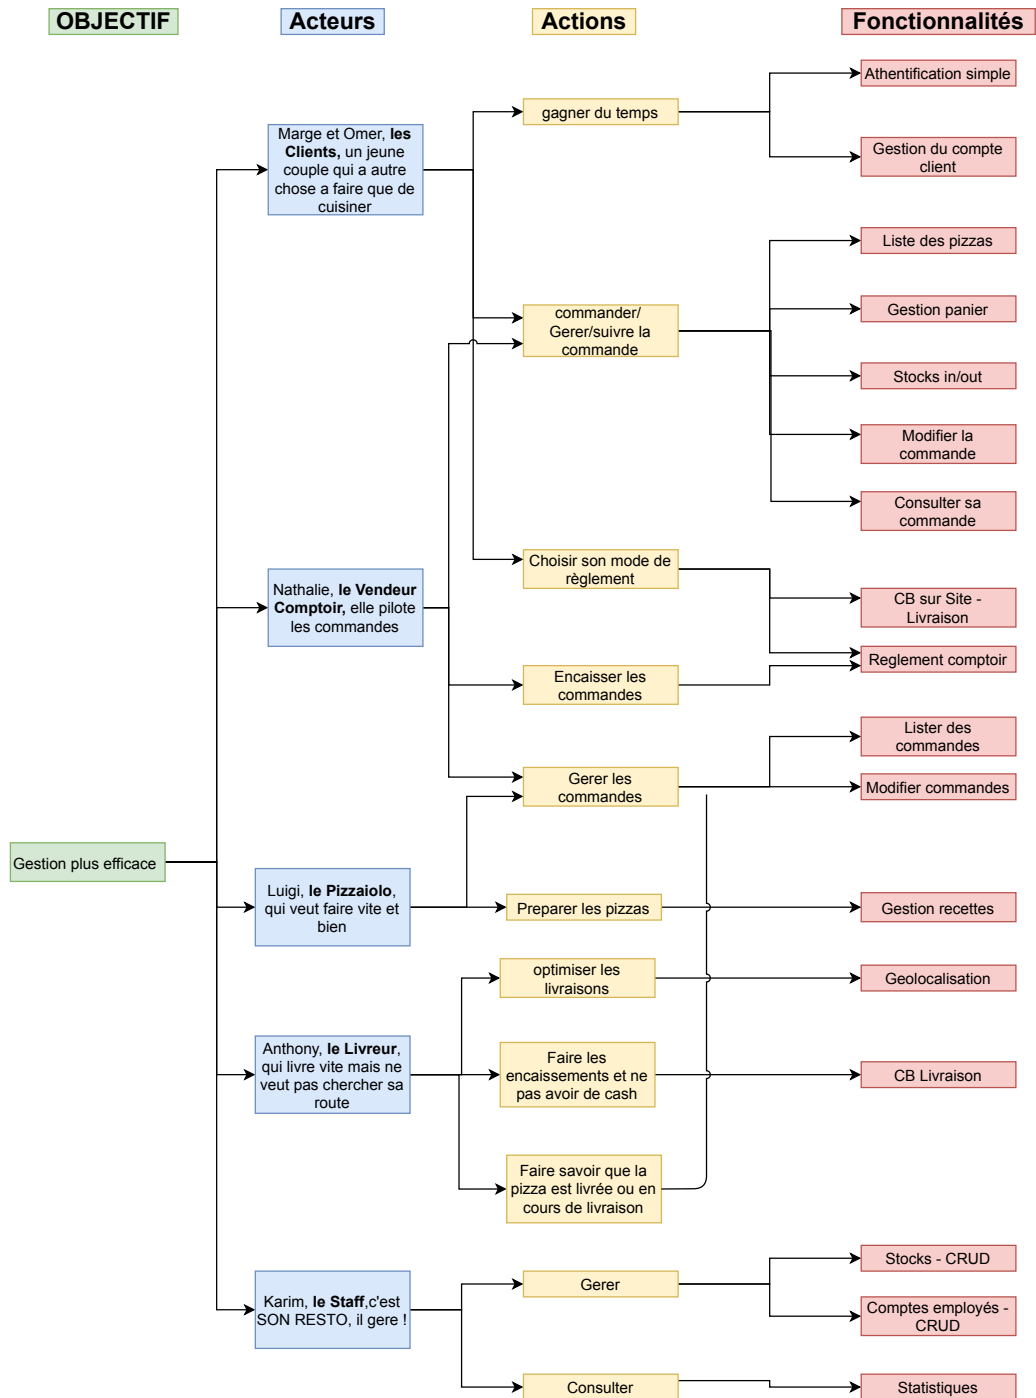 OBJECTIF
Acteurs
Actions
Fonctionnalités
Gestion plus efficace
Marge et Omer, les
Clients, un jeune
couple qui a autre
chose a faire que de
cuisiner
Nathalie, le Vendeur
Comptoir, elle pilote
les commandes
Luigi, le Pizzaiolo,
qui veut faire vite et
bien
Anthony, le Livreur,
qui livre vite mais ne
veut pas chercher sa
route
Karim, le Staff,c'est
SON RESTO, il gere !
gagner du temps
commander/
Gerer/suivre la
commande
Choisir son mode de
règlement
Encaisser les
commandes
Gerer les
commandes
Preparer les pizzas
optimiser les
livraisons
Faire les
encaissements et ne
pas avoir de cash
Faire savoir que la
pizza est livrée ou en
cours de livraison
Gerer
Consulter
Athentification simple
Gestion du compte
client
Liste des pizzas
Gestion panier
Stocks in/out
Modifier la
commande
Consulter sa
commande
CB sur Site -
Livraison
Reglement comptoir
Lister des
commandes
Modifier commandes
Gestion recettes
Geolocalisation
CB Livraison
Stocks - CRUD
Comptes employés -
CRUD
Statistiques